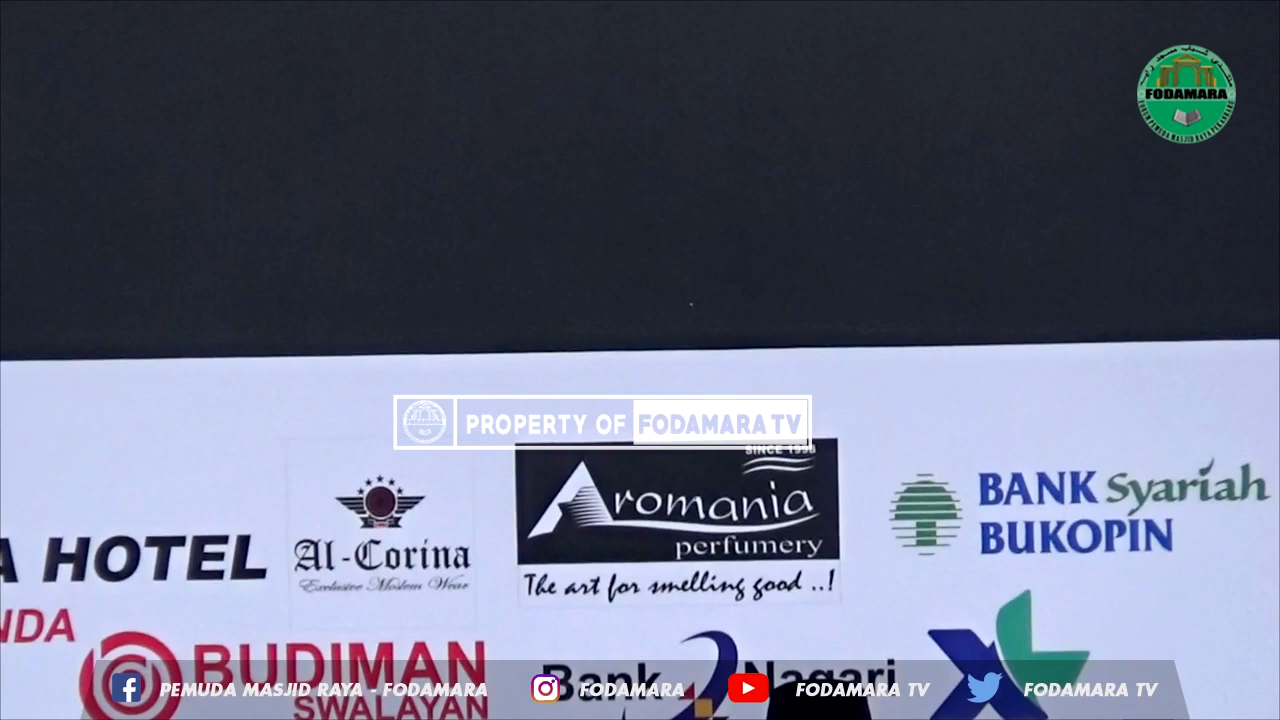 FODAMARA
PROPERTY OF FODAMARA TV
SINCE 1998
Aromania
perfumery
The art for smelling good ..!
BANK Syariah
BUKOPIN
Al-Corina
Exclusive Moslem Wear
A HOTEL
NDA
BUDIMAN
SWALAYAN
Bank Nagari
XL
PEMUDA MASJID RAYA - FODAMARA
FODAMARA
FODAMARA TV
FODAMARA TV